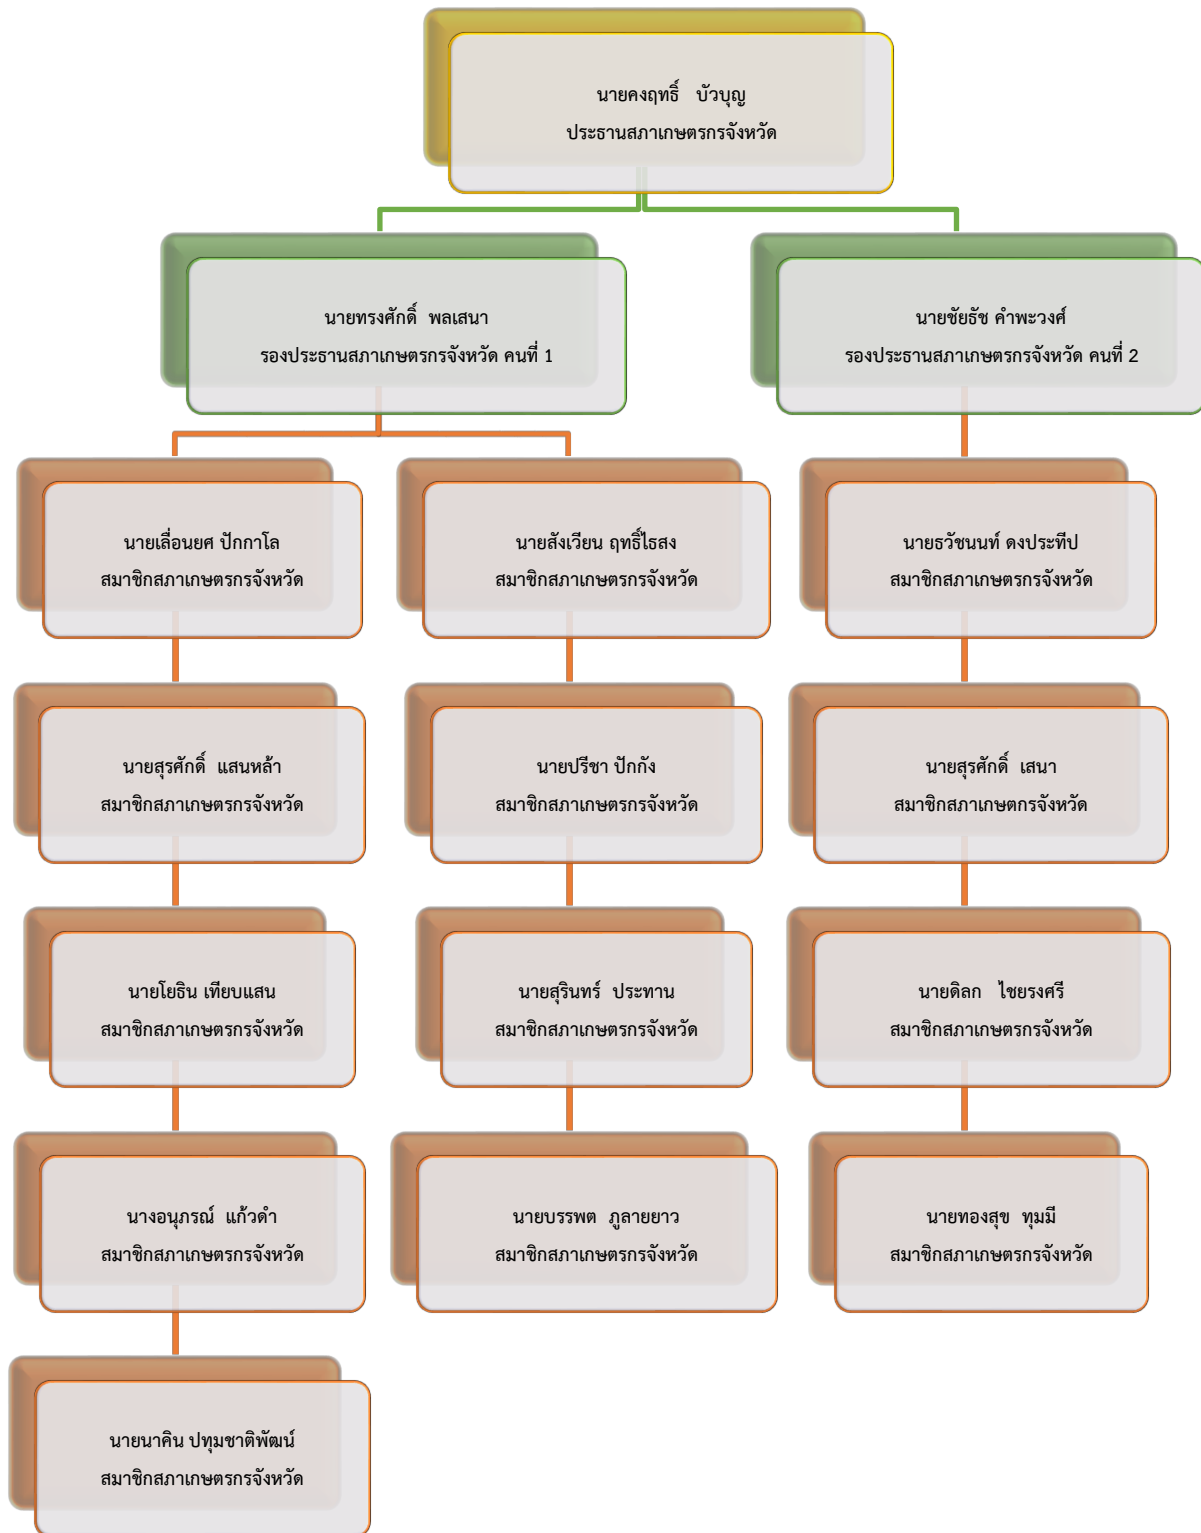 นายคงฤทธิ์ บัวบุญ
ประธานสภาเกษตรกรจังหวัด
นายทรงศักดิ์ พลเสนา
รองประธานสภาเกษตรกรจังหวัด คนที่ 1
นายชัยธัช คำพะวงศ์
รองประธานสภาเกษตรกรจังหวัด คนที่ 2
นายเลื่อนยศ ปักกาโล
สมาชิกสภาเกษตรกรจังหวัด
นายสังเวียน ฤทธิ์ไธสง
สมาชิกสภาเกษตรกรจังหวัด
นายธวัชนนท์ ดงประทีป
สมาชิกสภาเกษตรกรจังหวัด
นายสุรศักดิ์ แสนหล้า
สมาชิกสภาเกษตรกรจังหวัด
นายปรีชา ปักกัง
สมาชิกสภาเกษตรกรจังหวัด
นายสุรศักดิ์ เสนา
สมาชิกสภาเกษตกรจังหวัด
นายโยธิน เทียบแสน
สมาชิกสภาเกษตรกรจังหวัด
นายสุรินทร์ ประทาน
สมาชิกสภาเกษตรกรจังหวัด
นายดิลก ไชยรงศรี
สมาชิกสภาเกษตรกรจังหวัด
นางอนุภรณ์ แก้วดำ
สมาชิกสภาเกษตรกรจังหวัด
นายบรรพต ภูลายยาว
สมาชิกสภาเกษตรกรจังหวัด
นายทองสุข ทุมมี
สมาชิกสภาเกษตรกรจังหวัด
นายนาคิน ปทุมชาติพัฒน์
สมาชิกสภาเกษตรกรจังหวัด